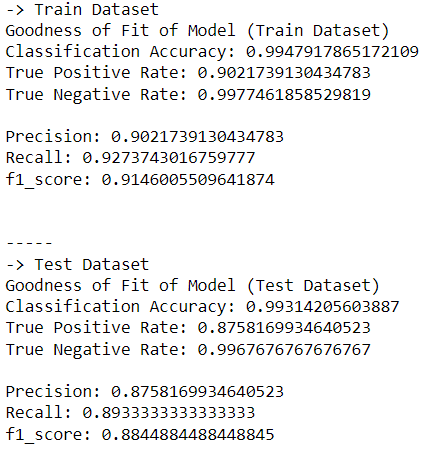 -> Train Dataset
Goodness of Fit of Model (Train Dataset)
Classification Accuracy: 0.9947917865172109
True Positive Rate: 0.9021739130434783
True Negative Rate: 0.9977461858529819
Precision: 0.9021739130434783
Recall: 0.9273743016759777
f1_score: 0.9146005509641874
-----
-> Test Dataset
Goodness of Fit of Model (Test Dataset)
Classification Accuracy: 0.99314205603887
True Positive Rate: 0.8758169934640523
True Negative Rate: 0.9967676767676767
Precision: 0.8758169934640523
Recall: 0.8933333333333333
f1_score: 0.8844884488448845